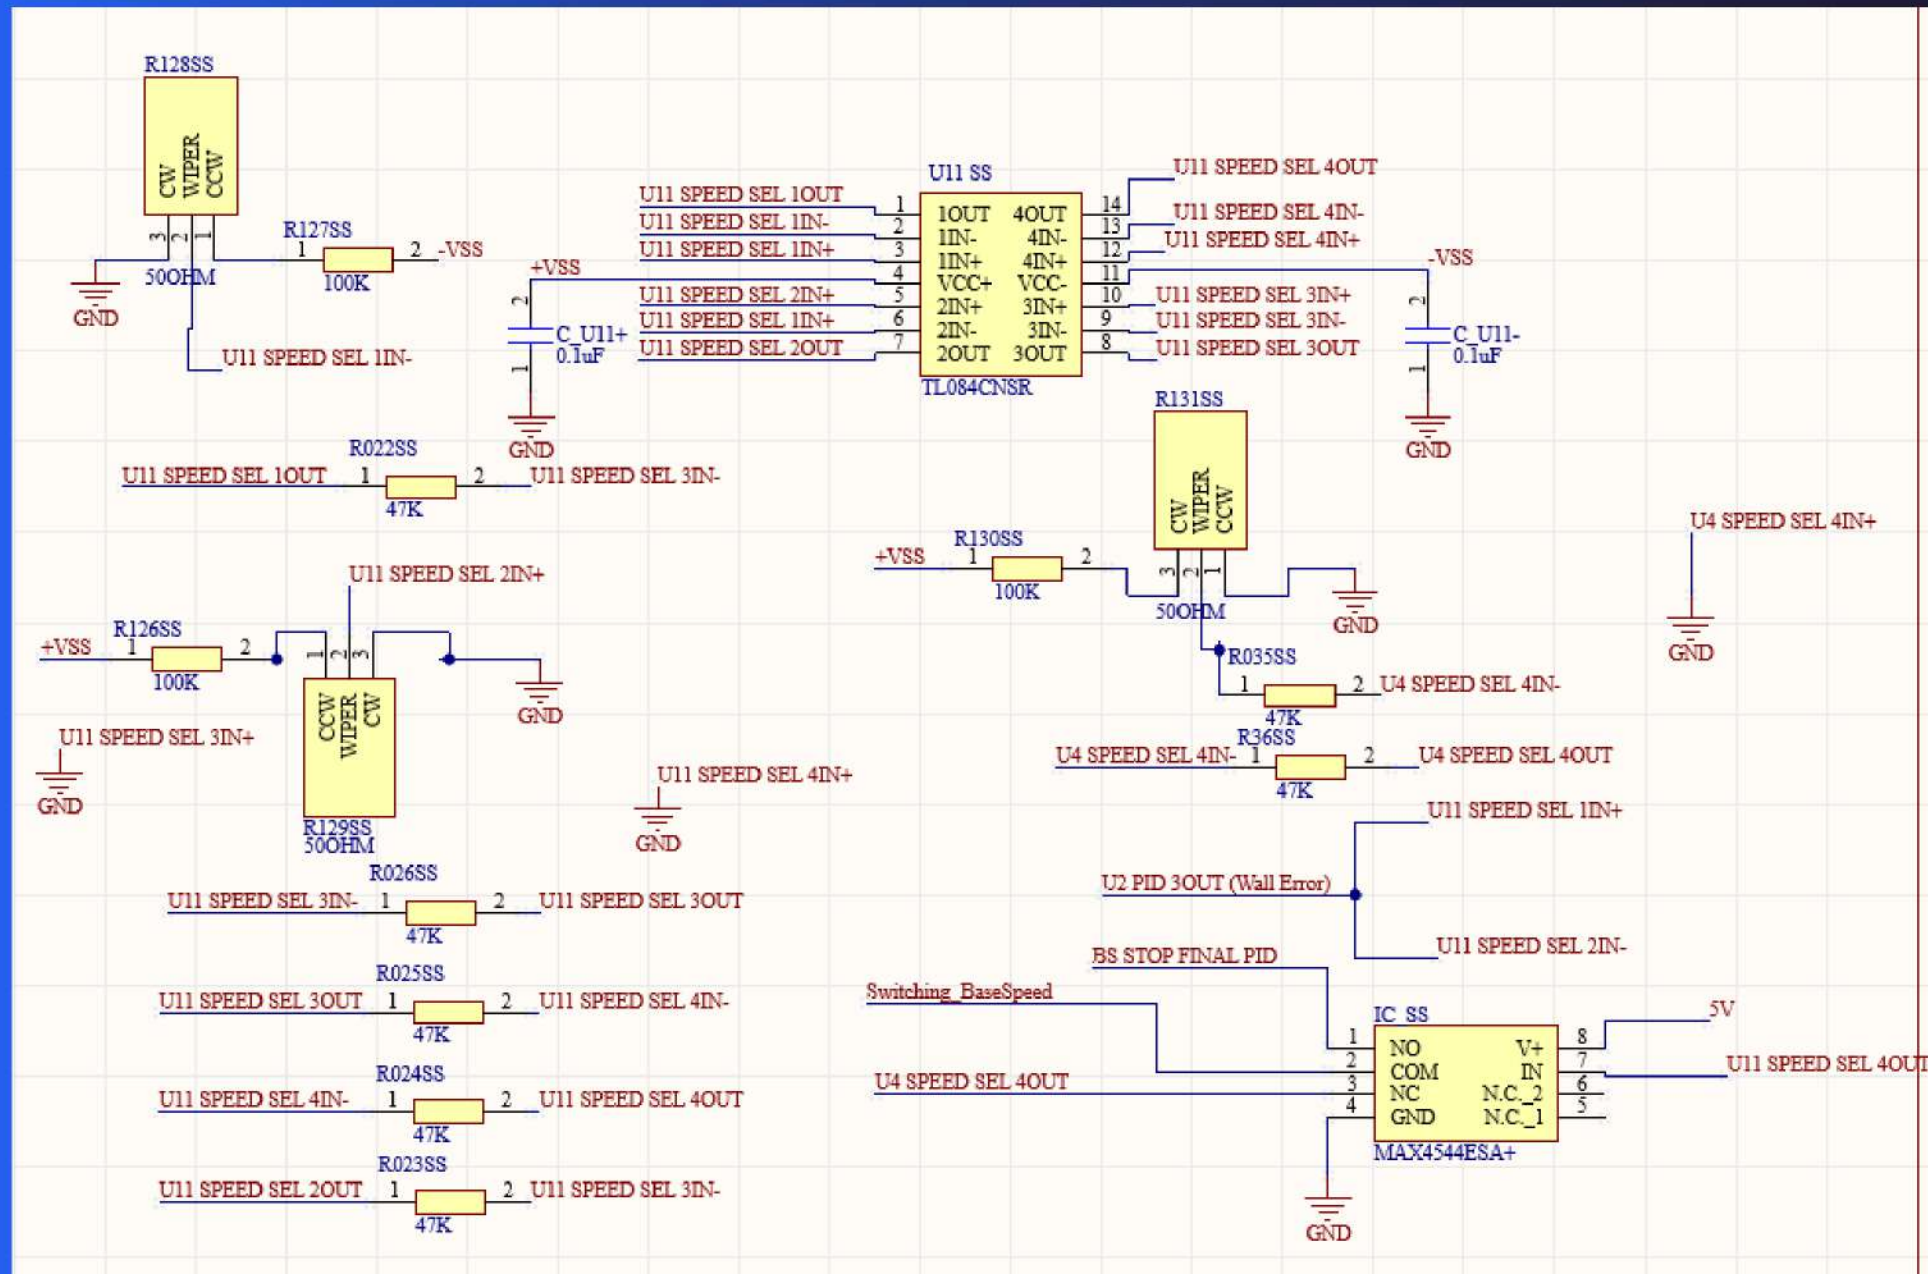 R128SS
CW
WIPER
CCW
3
2
1
50OHM
GND
R127SS
1
2
-VSS
100K
U11 SPEED SEL 1IN-
+VSS
2
C_U11+
0.1uF
1
GND
U11 SS
U11 SPEED SEL 1OUT
U11 SPEED SEL 1IN-
U11 SPEED SEL 1IN+
U11 SPEED SEL 2IN+
U11 SPEED SEL 1IN+
U11 SPEED SEL 2OUT
1 1OUT 4OUT 14
2 1IN- 4IN- 13
3 1IN+ 4IN+ 12
4 VCC+ VCC- 11
5 2IN+ 3IN+ 10
6 2IN- 3IN- 9
7 2OUT 3OUT 8
TL084CNSR
U11 SPEED SEL 4OUT
U11 SPEED SEL 4IN-
U11 SPEED SEL 4IN+
U11 SPEED SEL 3IN+
U11 SPEED SEL 3IN-
U11 SPEED SEL 3OUT
-VSS
2
C_U11-
0.1uF
1
GND
R022SS
U11 SPEED SEL 1OUT 1 2 U11 SPEED SEL 3IN-
47K
R131SS
CW
WIPER
CCW
3
2
1
50OHM
R130SS
+VSS 1 2
100K
GND
U4 SPEED SEL 4IN+
GND
U11 SPEED SEL 2IN+
R126SS
+VSS 1 2
100K
1
2
3
CCW
WIPER
CW
R129SS
50OHM
GND
U11 SPEED SEL 3IN+
GND
U11 SPEED SEL 4IN+
GND
R035SS
1 2 U4 SPEED SEL 4IN-
47K
R36SS
U4 SPEED SEL 4IN- 1 2 U4 SPEED SEL 4OUT
47K
U11 SPEED SEL 1IN+
U2 PID 3OUT (Wall Error)
U11 SPEED SEL 2IN-
R026SS
U11 SPEED SEL 3IN- 1 2 U11 SPEED SEL 3OUT
47K
R025SS
U11 SPEED SEL 3OUT 1 2 U11 SPEED SEL 4IN-
47K
R024SS
U11 SPEED SEL 4IN- 1 2 U11 SPEED SEL 4OUT
47K
R023SS
U11 SPEED SEL 2OUT 1 2 U11 SPEED SEL 3IN-
47K
BS STOP FINAL PID
Switching_BaseSpeed
U4 SPEED SEL 4OUT
IC_SS
1 NO V+ 8
2 COM IN 7
3 NC N.C._2 6
4 GND N.C._1 5
MAX4544ESA+
5V
U11 SPEED SEL 4OUT
GND